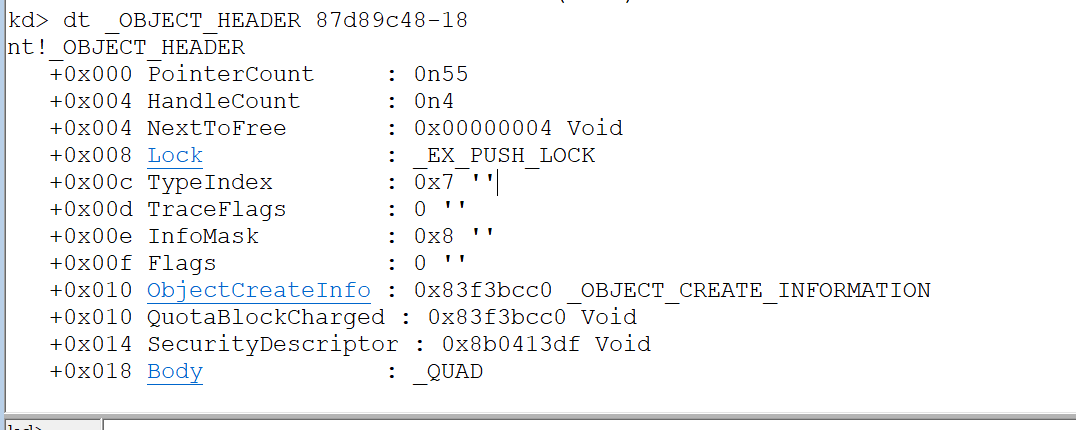 kd> dt _OBJECT_HEADER 87d89c48-18
nt!_OBJECT_HEADER
   +0x000 PointerCount     : 0n55
   +0x004 HandleCount      : 0n4
   +0x004 NextToFree       : 0x00000004 Void
   +0x008 Lock             : _EX_PUSH_LOCK
   +0x00c TypeIndex        : 0x7 ''
   +0x00d TraceFlags       : 0 ''
   +0x00e InfoMask         : 0x8 ''
   +0x00f Flags            : 0 ''
   +0x010 ObjectCreateInfo : 0x83f3bcc0 _OBJECT_CREATE_INFORMATION
   +0x010 QuotaBlockCharged : 0x83f3bcc0 Void
   +0x014 SecurityDescriptor : 0x8b0413df Void
   +0x018 Body             : _QUAD